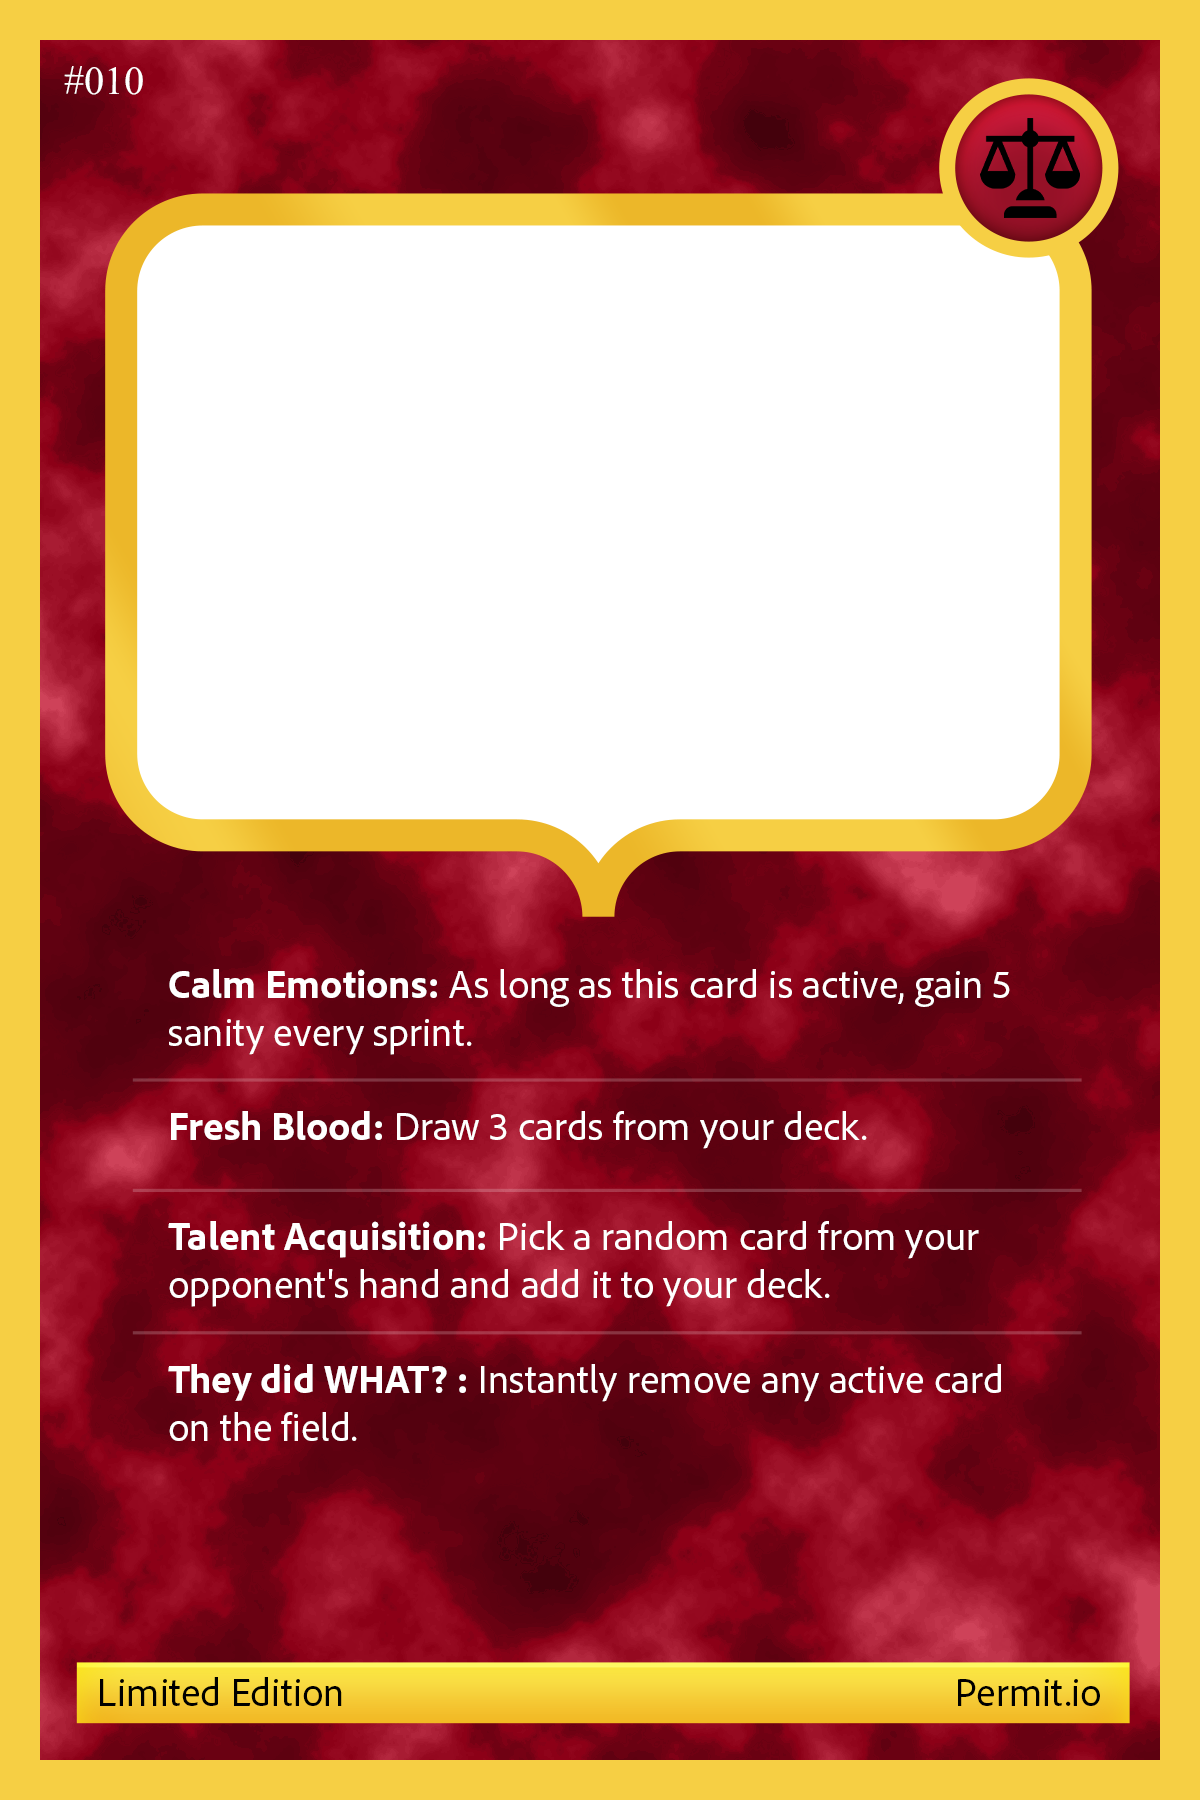 #010
Calm Emotions: As long as this card is active, gain 5
sanity every sprint.
Fresh Blood: Draw 3 cards from your deck.
Talent Acquisition: Pick a random card from your
opponent's hand and add it to your deck.
They did WHAT? : Instantly remove any active card
on the field.
Limited Edition
Permit.io